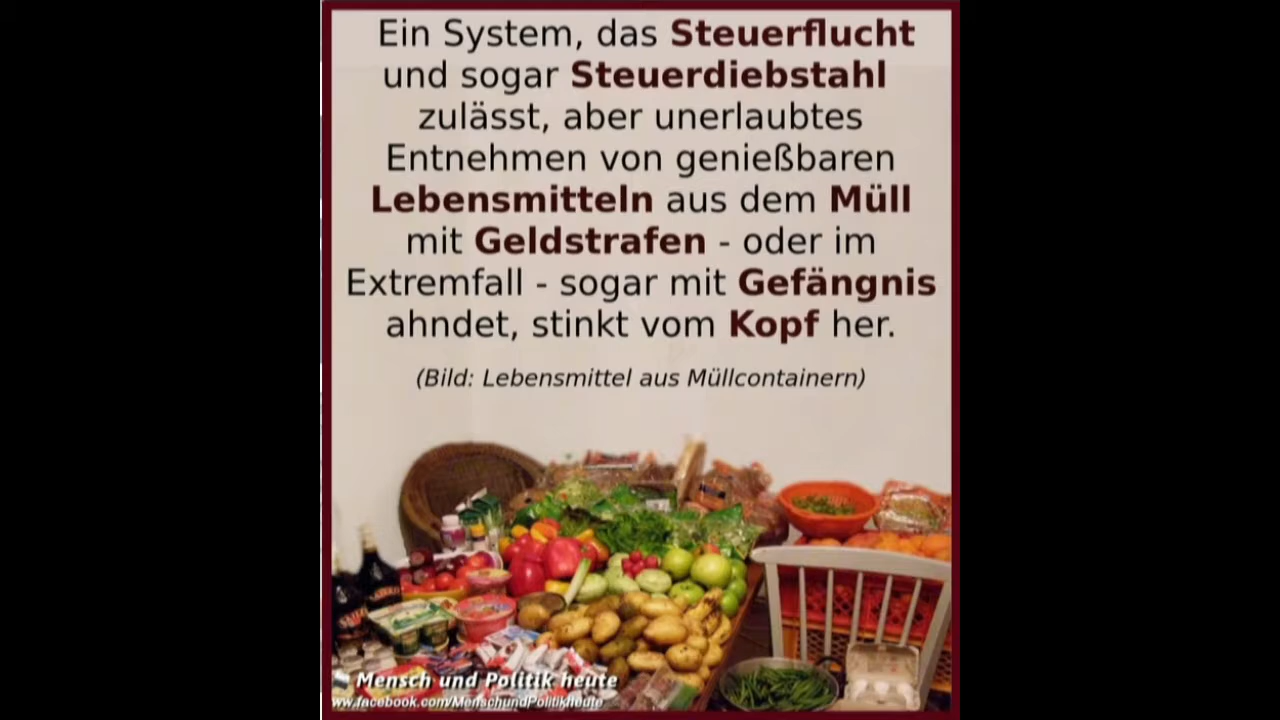 Ein System, das Steuerflucht
und sogar Steuerdiebstahl
zulässt, aber unerlaubtes
Entnehmen von genießbaren
Lebensmitteln aus dem Müll
mit Geldstrafen - oder im
Extremfall - sogar mit Gefängnis
ahndet, stinkt vom Kopf her.
(Bild: Lebensmittel aus Müllcontainern)
Mensch und Politik heute
ww.facebook.com/MenschundPolitikheute